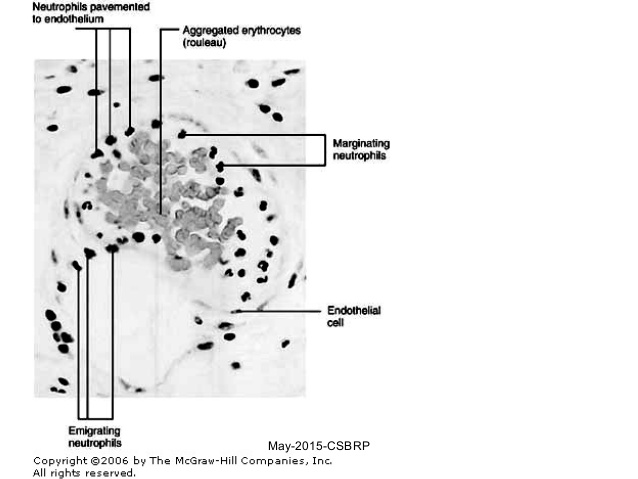 Neutrophils pavemented
to endothelium
Aggregated erythrocytes
(rouleau)
Marginating
neutrophils
Endothelial
cell
Emigrating
neutrophils
May-2015-CSBRP
Copyright ©2006 by The McGraw-Hill Companies, Inc.
All rights reserved.